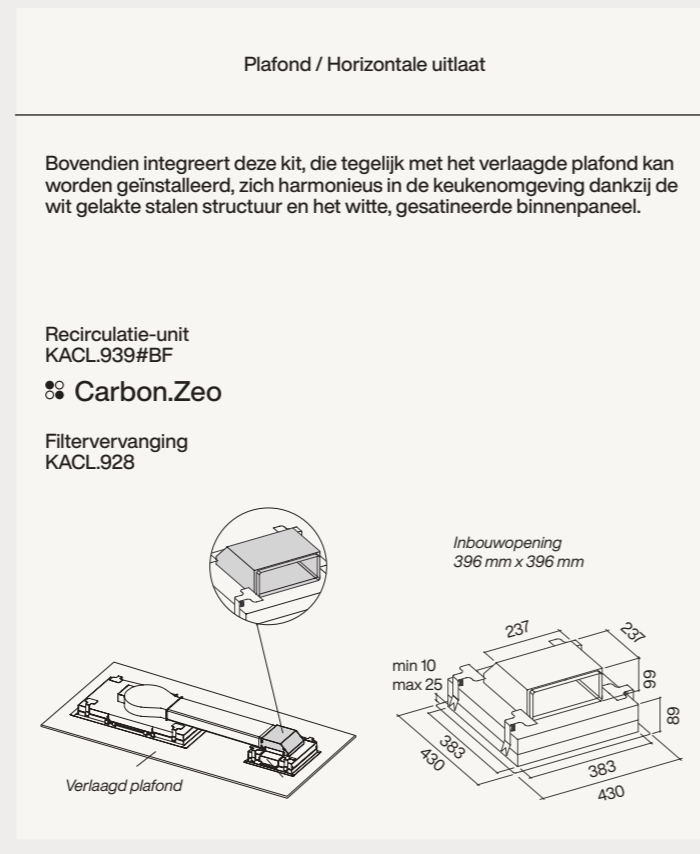 Plafond / Horizontale uitlaat
Bovendien integreert deze kit, die tegelijk met het verlaagde plafond kan
worden geïnstalleerd, zich harmonieus in de keukenomgeving dankzij de
wit gelakte stalen structuur en het witte, gesatineerde binnenpaneel.
Recirculatie-unit
KACL.939#BF
Carbon.Zeo
Filtervervanging
KACL.928
Inbouwopening
396 mm x 396 mm
237
237
min 10
max 25
99
89
383
430
383
430
Verlaagd plafond